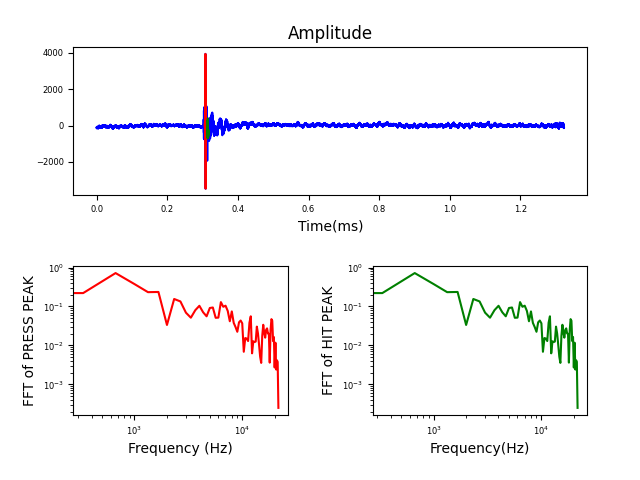 Amplitude
4000
2000
0
−2000
0.0 0.2 0.4 0.6 0.8 1.0 1.2
Time(ms)
FFT of PRESS PEAK
10⁰
10⁻¹
10⁻²
10⁻³
10³ 10⁴
Frequency (Hz)
FFT of HIT PEAK
10⁰
10⁻¹
10⁻²
10⁻³
10³ 10⁴
Frequency(Hz)